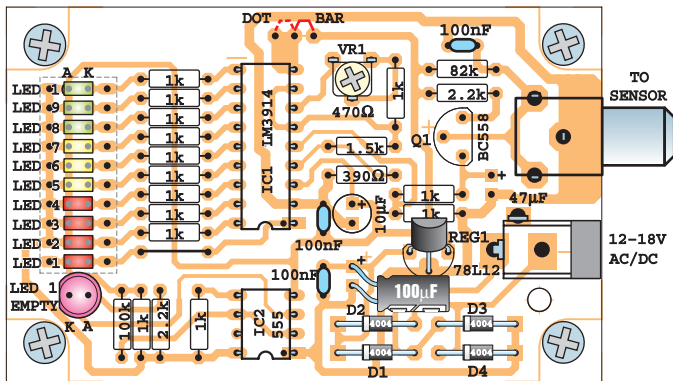 DOT BAR
100nF
A K
LED 10
LED 9
LED 8
LED 7
LED 6
LED 5
LED 4
LED 3
LED 2
LED 1
LED 1
EMPTY
K A
1k
1k
1k
1k
1k
1k
1k
1k
1k
1k
LM3914
IC1
VR1
470Ω
1k
82k
2.2k
Q1
BC558
TO
SENSOR
1.5k
390Ω
1k
1k
10µF
+
100nF
+
47µF
REG1
78L12
12-18V
AC/DC
100nF
+
100µF
100k
1k
2.2k
1k
IC2
555
D2
4004
D3
4004
4004
D1
4004
D4